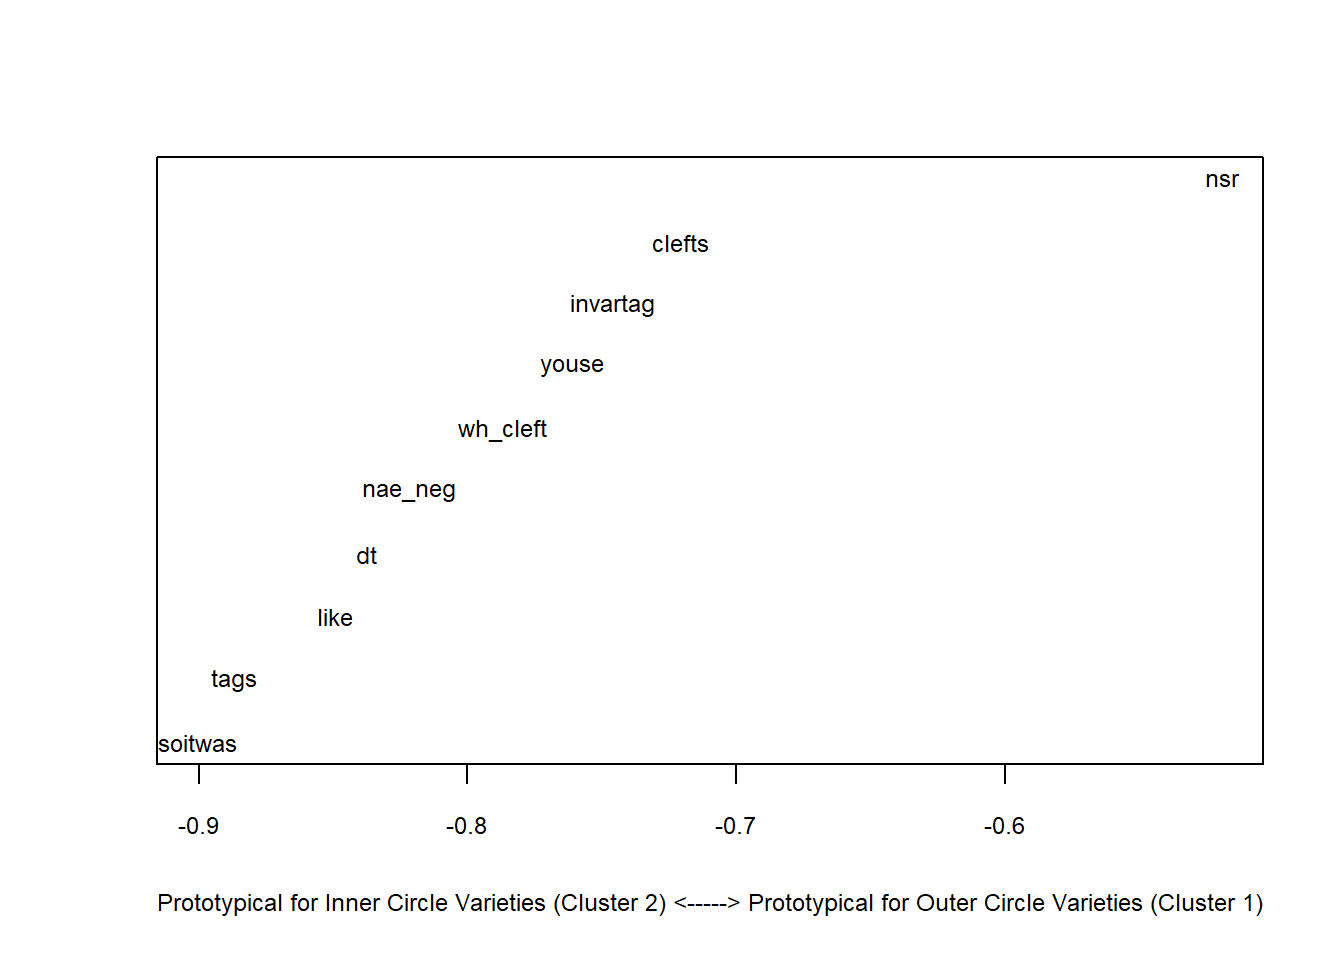 nsr
clefts
invartag
youse
wh_cleft
nae_neg
dt
like
tags
soitwas
-0.9 -0.8 -0.7 -0.6
Prototypical for Inner Circle Varieties (Cluster 2) <-----> Prototypical for Outer Circle Varieties (Cluster 1)